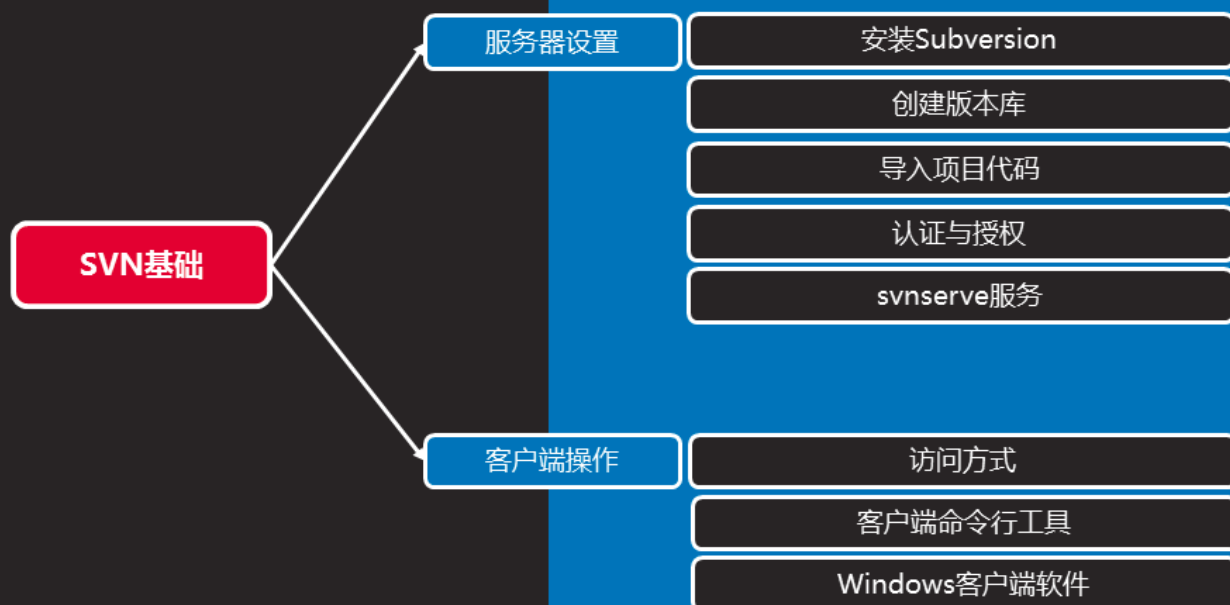 SVN基础
服务器设置
安装Subversion
创建版本库
导入项目代码
认证与授权
svnserve服务
客户端操作
访问方式
客户端命令行工具
Windows客户端软件